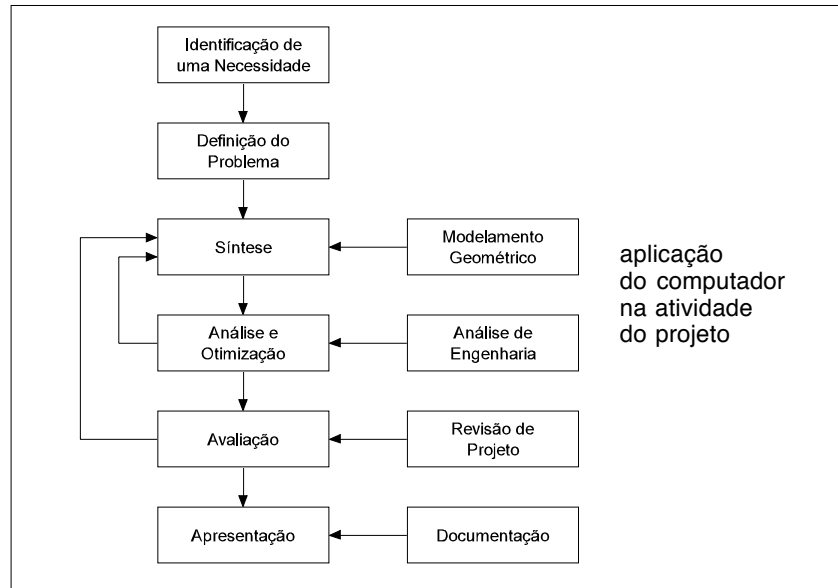 Identificação de
uma Necessidade
Definição do
Problema
Síntese
Modelamento
Geométrico
Análise e
Otimização
Análise de
Engenharia
Avaliação
Revisão de
Projeto
Apresentação
Documentação
aplicação
do computador
na atividade
do projeto